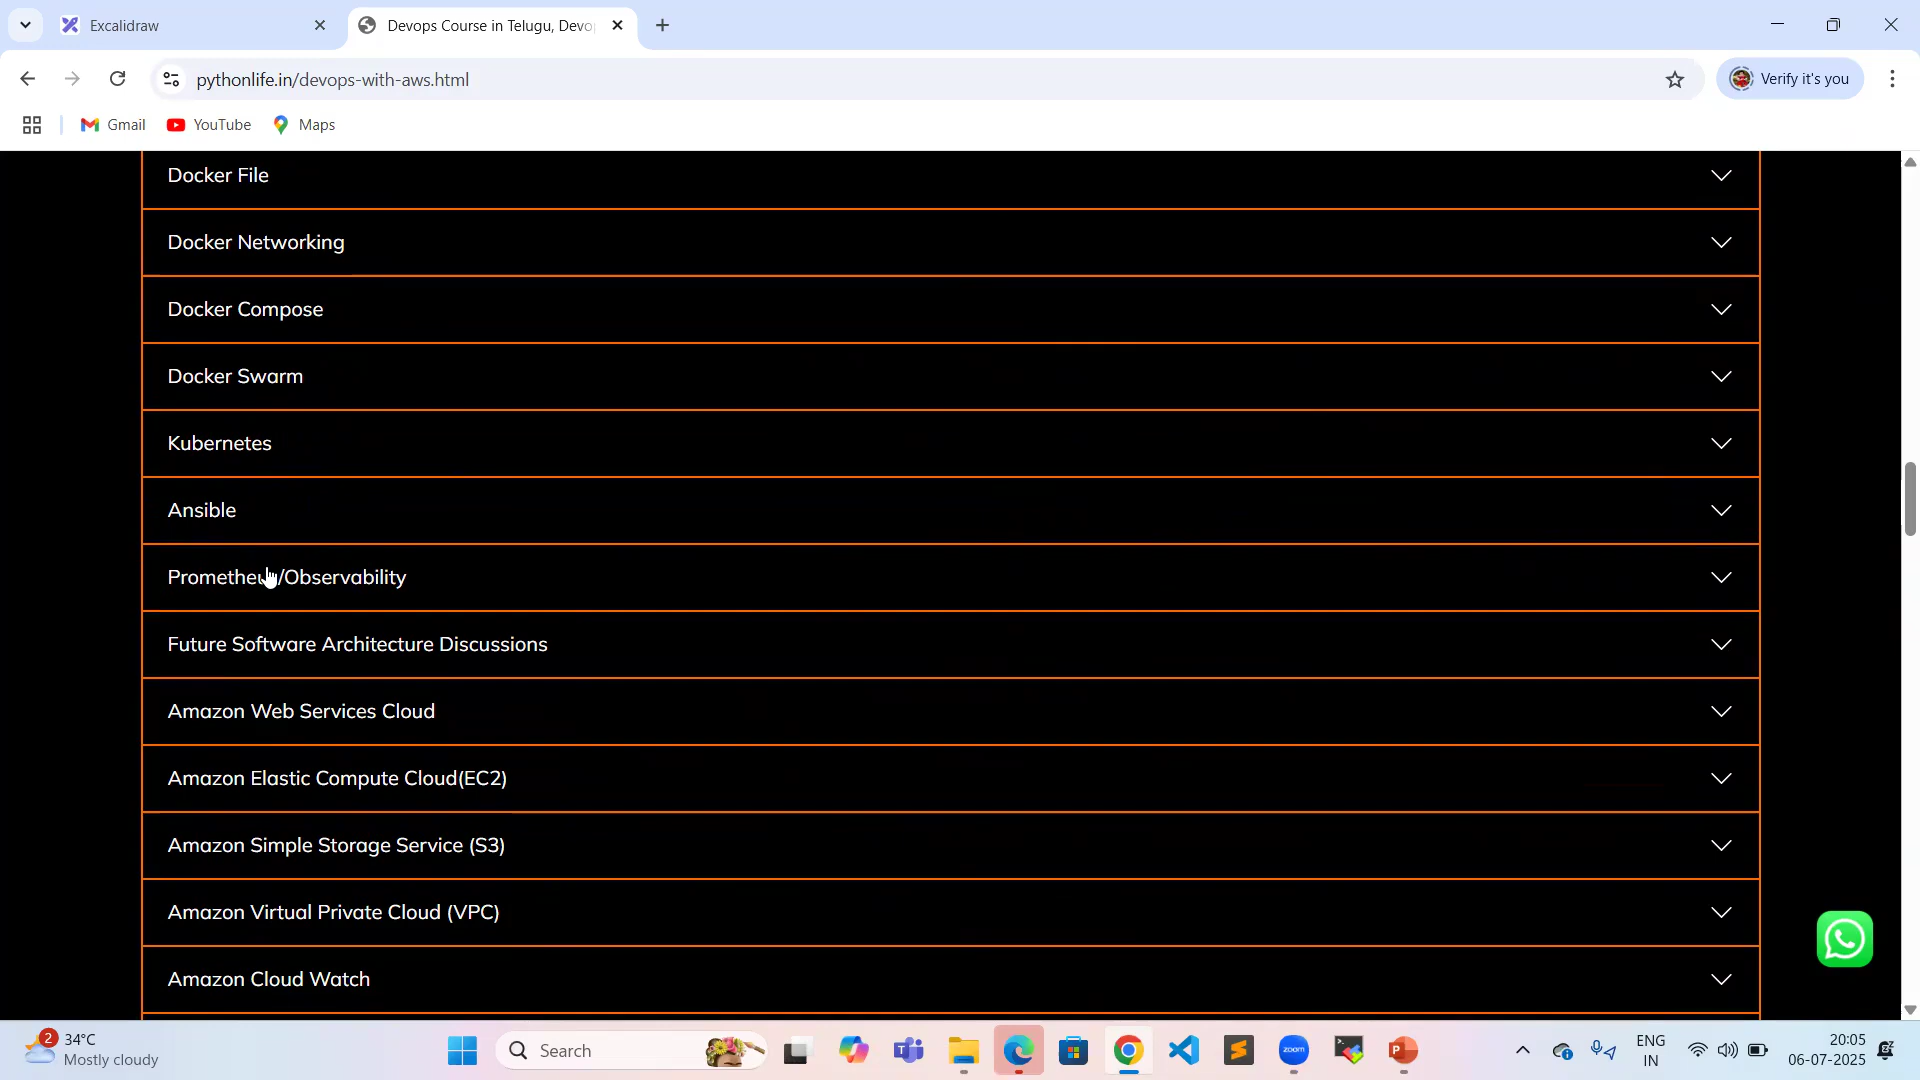 Excalidraw
Devops Course in Telugu, Devo
pythonlife.in/devops-with-aws.html
Verify it's you
Gmail
YouTube
Maps
Docker File
Docker Networking
Docker Compose
Docker Swarm
Kubernetes
Ansible
Prometheus/Observability
Future Software Architecture Discussions
Amazon Web Services Cloud
Amazon Elastic Compute Cloud(EC2)
Amazon Simple Storage Service (S3)
Amazon Virtual Private Cloud (VPC)
Amazon Cloud Watch
2
34°C
Mostly cloudy
Search
zoom
ENG
IN
20:05
06-07-2025